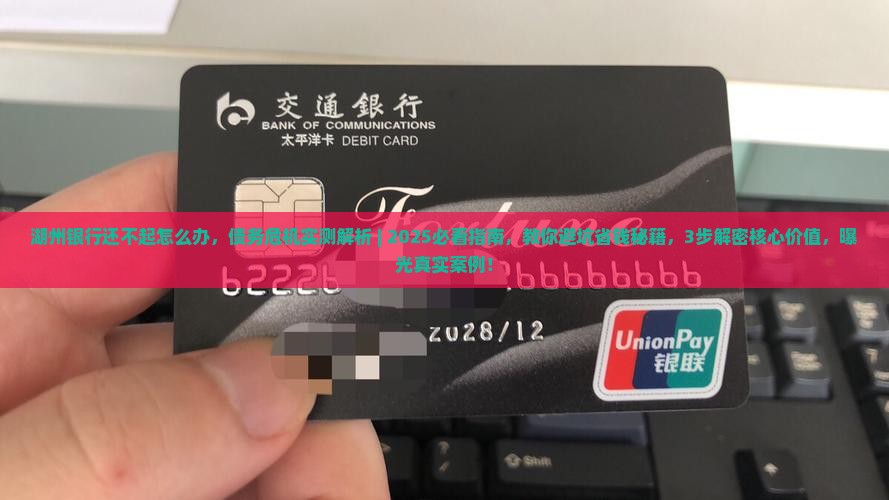 交通銀行
BANK OF COMMUNICATIONS
太平洋卡 DEBIT CARD
Fortune
湖州银行还不起怎么办，债务危机实测解析 | 2025必看指南，教你避坑省钱秘籍，3步解密核心价值，曝
光真实案例！
2028/12
UnionPay
银联
Shift